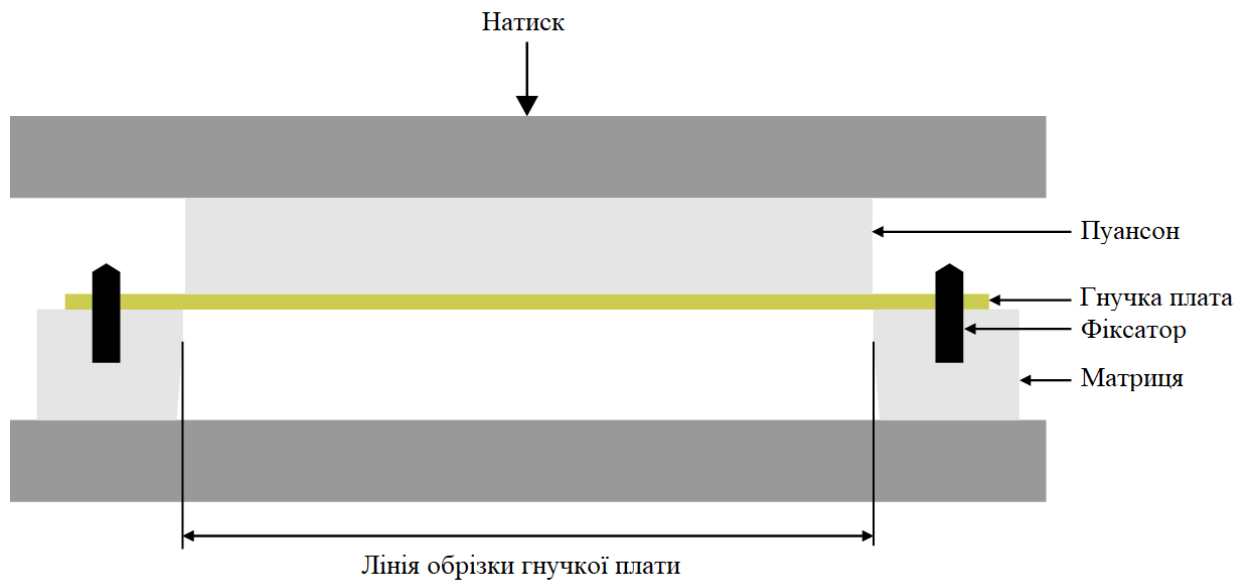 Натиск
Пуансон
Гнучка плата
Фіксатор
Матриця
Лінія обрізки гнучкої плати